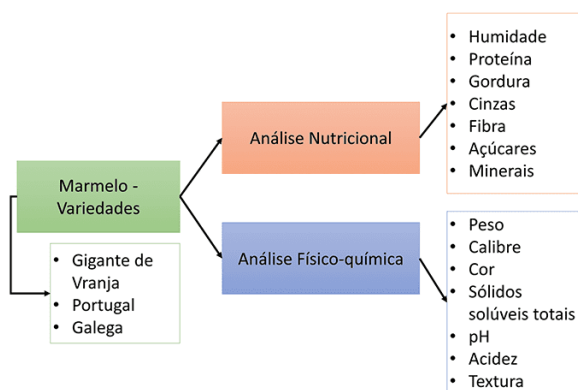 Marmelo -
Variedades
• Gigante de
Vranja
• Portugal
• Galega
Análise Nutricional
• Humidade
• Proteína
• Gordura
• Cinzas
• Fibra
• Açúcares
• Minerais
Análise Físico-química
• Peso
• Calibre
• Cor
• Sólidos
solúveis totais
• pH
• Acidez
• Textura